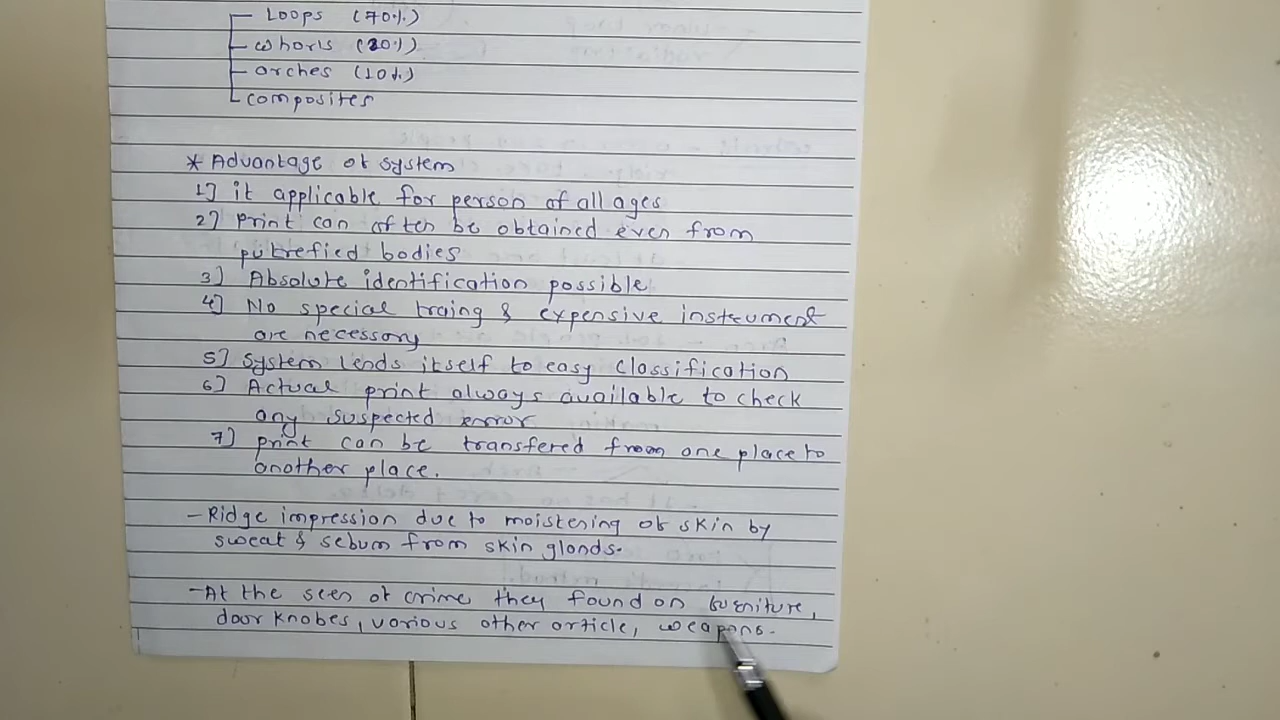 Loops (70%)
whorls (20%)
orches (10%)
composites
* Advantage of system
1] it applicable for person of all ages
2] print can often be obtained even from
putrefied bodies
3] Absolute identification possible
4] No special traing & expensive instrument
are necessary
5] System lends itself to easy classification
6] Actual print always available to check
any suspected error
7] print can be transfered from one place to
another place.
- Ridge impression due to moistening of skin by
sweat & sebum from skin glands.
- At the seen of crime they found on furniture,
door knobes, various other article, weapons.